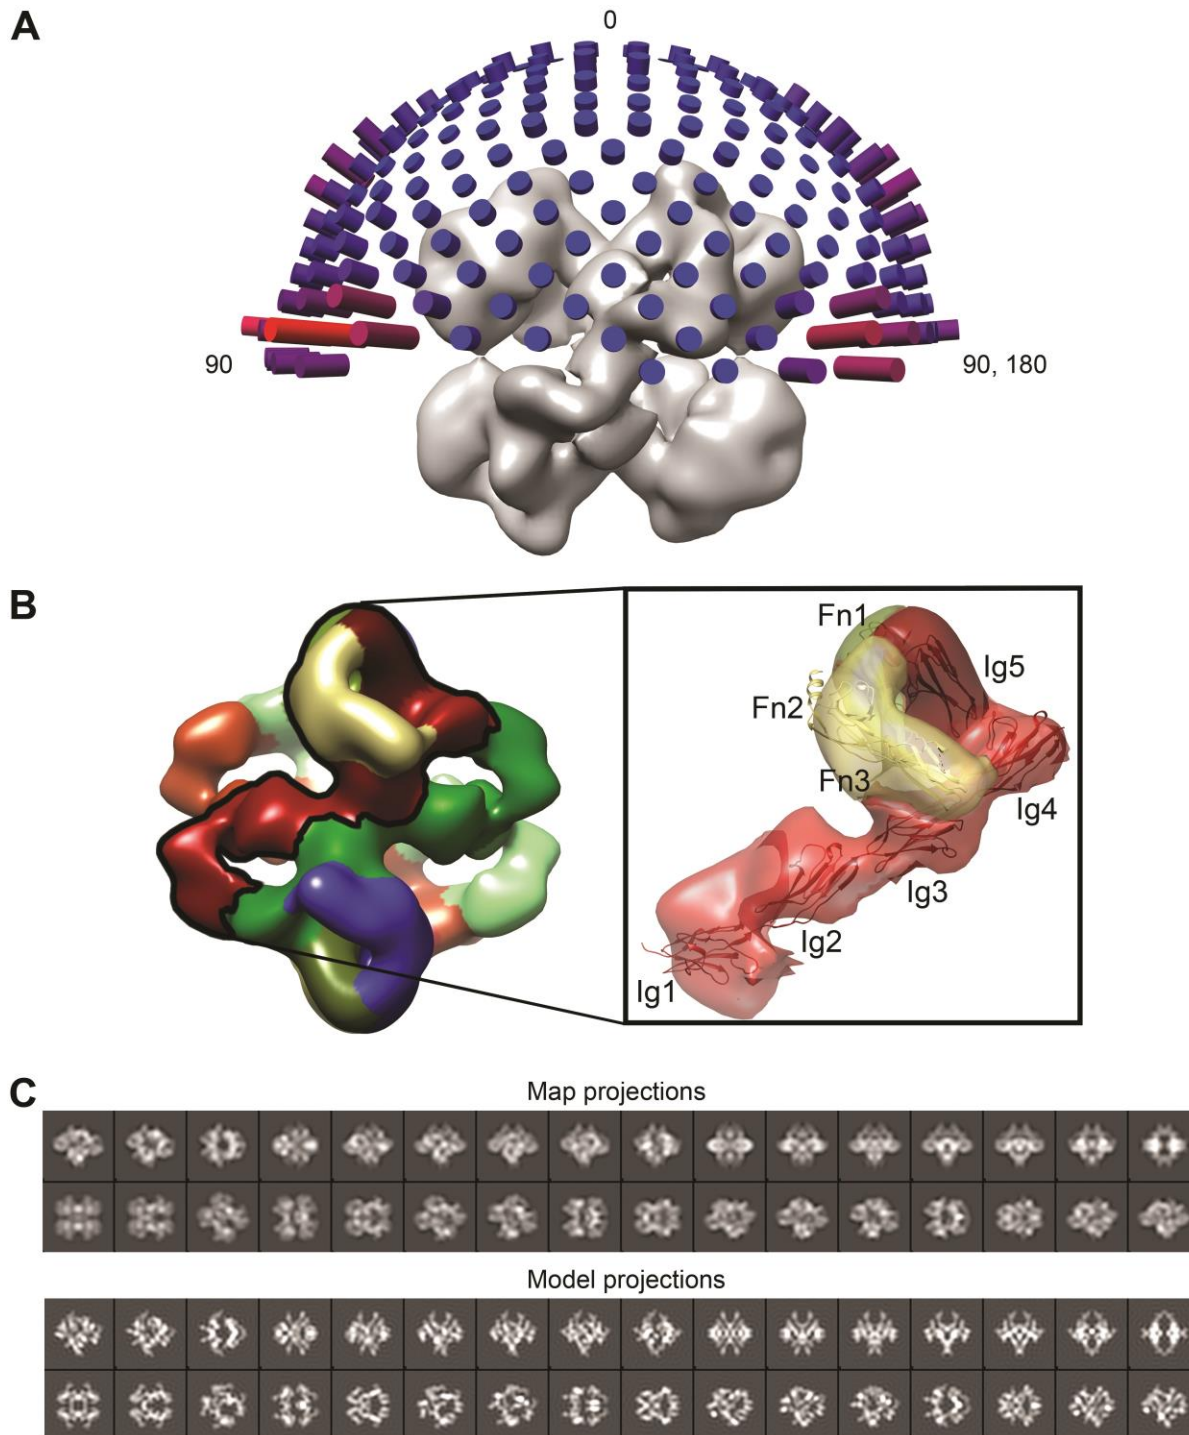 A
0
90
90, 180
B
Fn1
Ig5
Fn2
Fn3
Ig4
Ig3
Ig2
Ig1
C
Map projections
Model projections